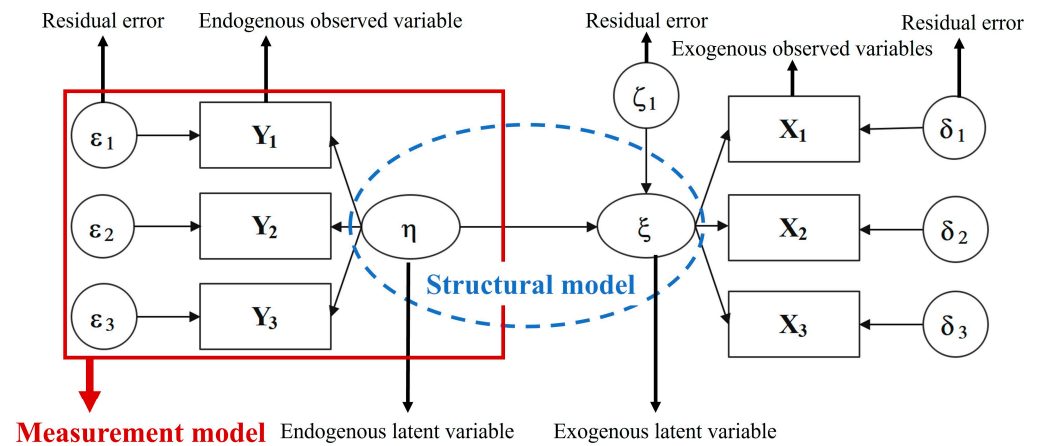 Residual error
Endogenous observed variable
Residual error
Residual error
Exogenous observed variables
ζ1
ε1
Y1
X1
δ1
ε2
Y2
η
ξ
X2
δ2
Structural model
ε3
Y3
X3
δ3
Measurement model
Endogenous latent variable
Exogenous latent variable